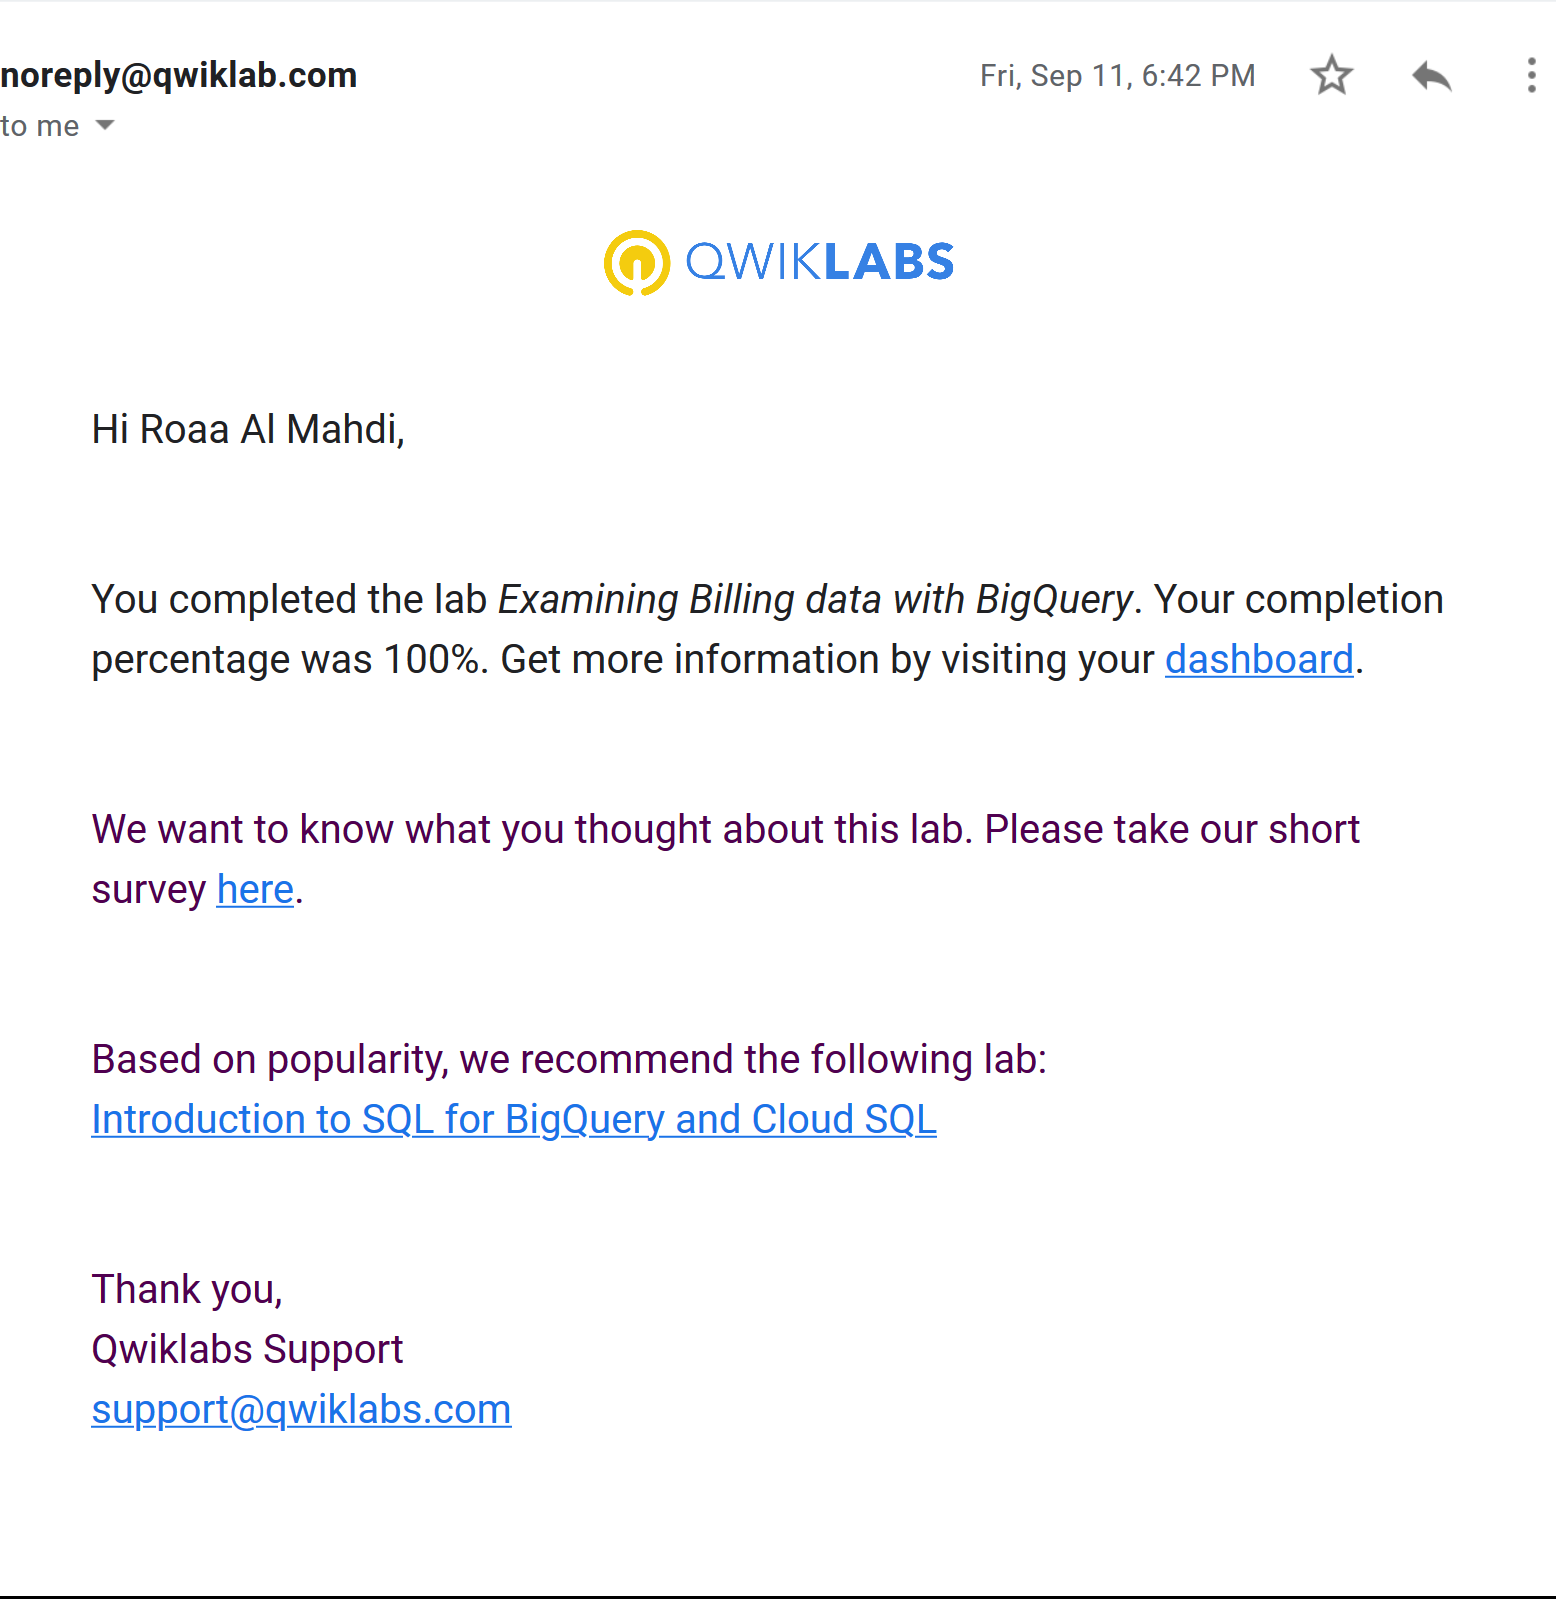 noreply@qwiklab.com
Fri, Sep 11, 6:42 PM
to me
QWIKLABS
Hi Roaa Al Mahdi,
You completed the lab Examining Billing data with BigQuery. Your completion
percentage was 100%. Get more information by visiting your dashboard.
We want to know what you thought about this lab. Please take our short
survey here.
Based on popularity, we recommend the following lab:
Introduction to SQL for BigQuery and Cloud SQL
Thank you,
Qwiklabs Support
support@qwiklabs.com